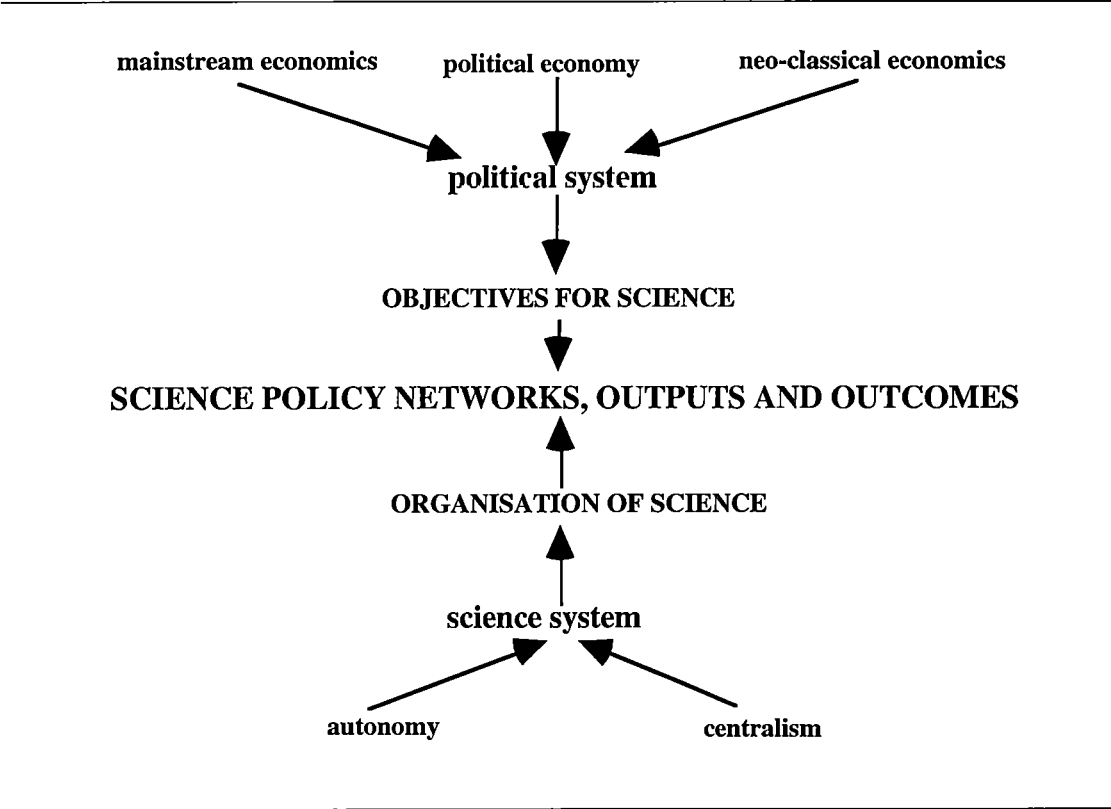 mainstream economics
political economy
neo-classical economics
political system
OBJECTIVES FOR SCIENCE
SCIENCE POLICY NETWORKS, OUTPUTS AND OUTCOMES
ORGANISATION OF SCIENCE
science system
autonomy
centralism